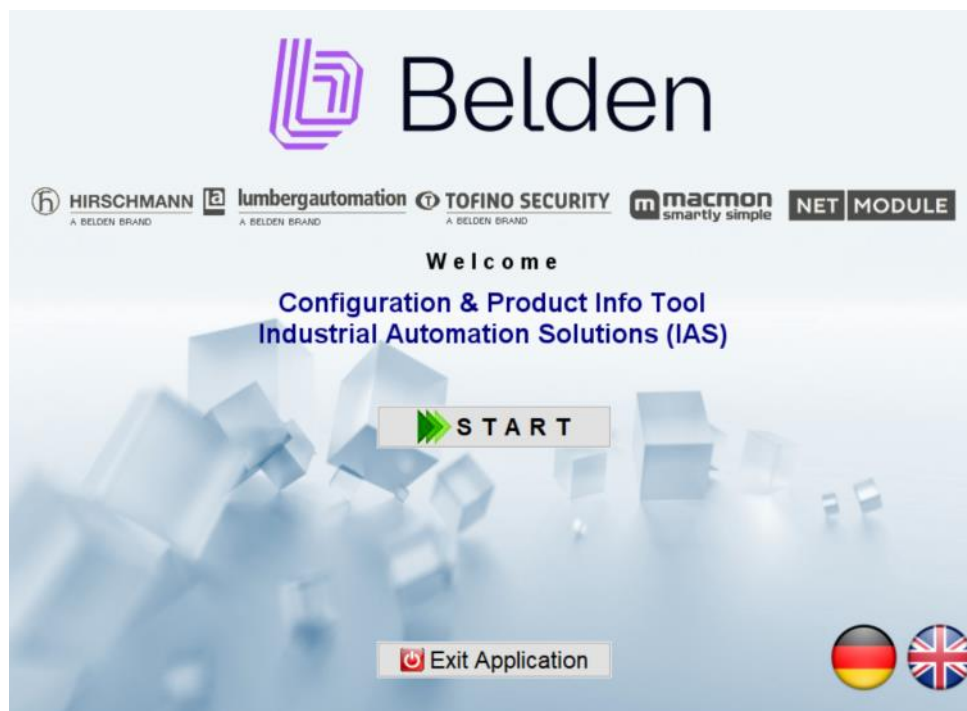 Belden
HIRSCHMANN
A BELDEN BRAND
lumbergautomation
A BELDEN BRAND
TOFINO SECURITY
A BELDEN BRAND
macmon
smartly simple
NET MODULE
Welcome
Configuration & Product Info Tool
Industrial Automation Solutions (IAS)
START
Exit Application